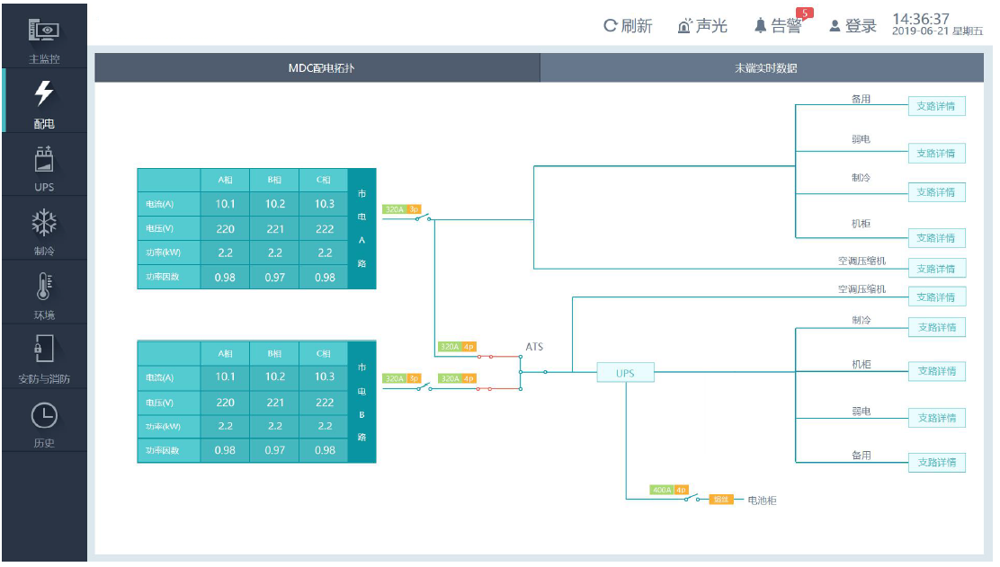 刷新
声光
告警
5
登录
14:36:37
2019-06-21 星期五
主监控
配电
UPS
制冷
环境
安防与消防
历史
MDC配电拓扑
末端实时数据
A相 B相 C相
电流(A) 10.1 10.2 10.3
电压(V) 220 221 222
功率(kW) 2.2 2.2 2.2
功率因数 0.98 0.97 0.98
市电A路
320A 3p
A相 B相 C相
电流(A) 10.1 10.2 10.3
电压(V) 220 221 222
功率(kW) 2.2 2.2 2.2
功率因数 0.98 0.97 0.98
市电B路
320A 3p
320A 4p
320A 4p
ATS
UPS
400A 4p
电池柜
备用 支路详情
弱电 支路详情
制冷 支路详情
机柜 支路详情
空调压缩机 支路详情
空调压缩机 支路详情
制冷 支路详情
机柜 支路详情
弱电 支路详情
备用 支路详情